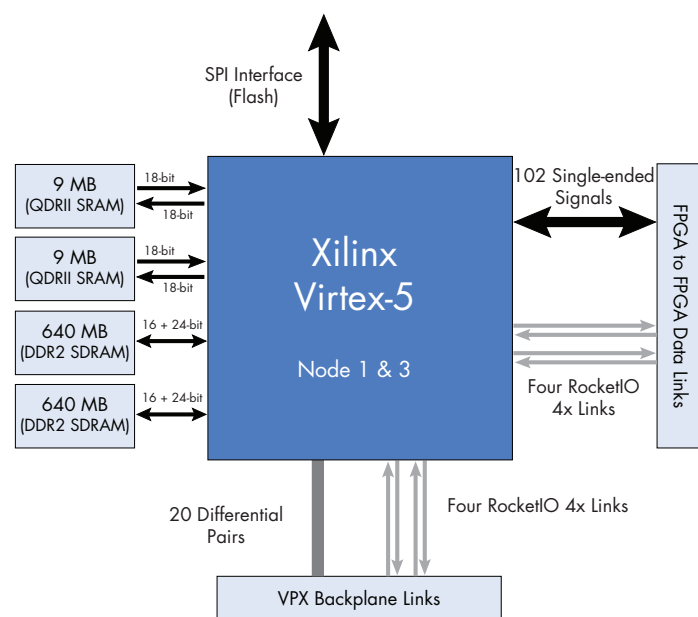 SPI Interface
(Flash)
9 MB
(QDRII SRAM)
18-bit
18-bit
9 MB
(QDRII SRAM)
18-bit
18-bit
640 MB
(DDR2 SDRAM)
16 + 24-bit
640 MB
(DDR2 SDRAM)
16 + 24-bit
Xilinx
Virtex-5
Node 1 & 3
102 Single-ended
Signals
FPGA to FPGA Data Links
Four RocketIO
4x Links
20 Differential
Pairs
Four RocketIO 4x Links
VPX Backplane Links